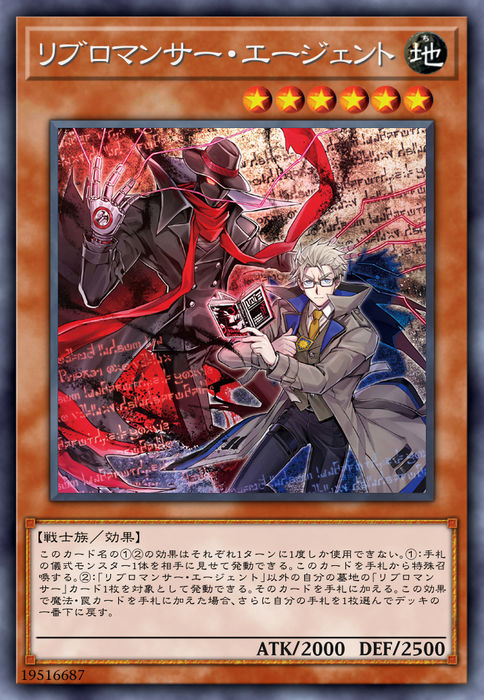 リブロマンサー・エージェント
地
【戦士族/効果】
このカード名の①②の効果はそれぞれ1ターンに1度しか使用できない。①:手札
の儀式モンスター1体を相手に見せて発動できる。このカードを手札から特殊召
喚する。②:「リブロマンサー・エージェント」以外の自分の墓地の「リブロマン
サー」カード1枚を対象として発動できる。そのカードを手札に加える。この効果
で魔法・罠カードを手札に加えた場合、さらに自分の手札を1枚選んでデッキの
一番下に戻す。
ATK/2000 DEF/2500
19516687